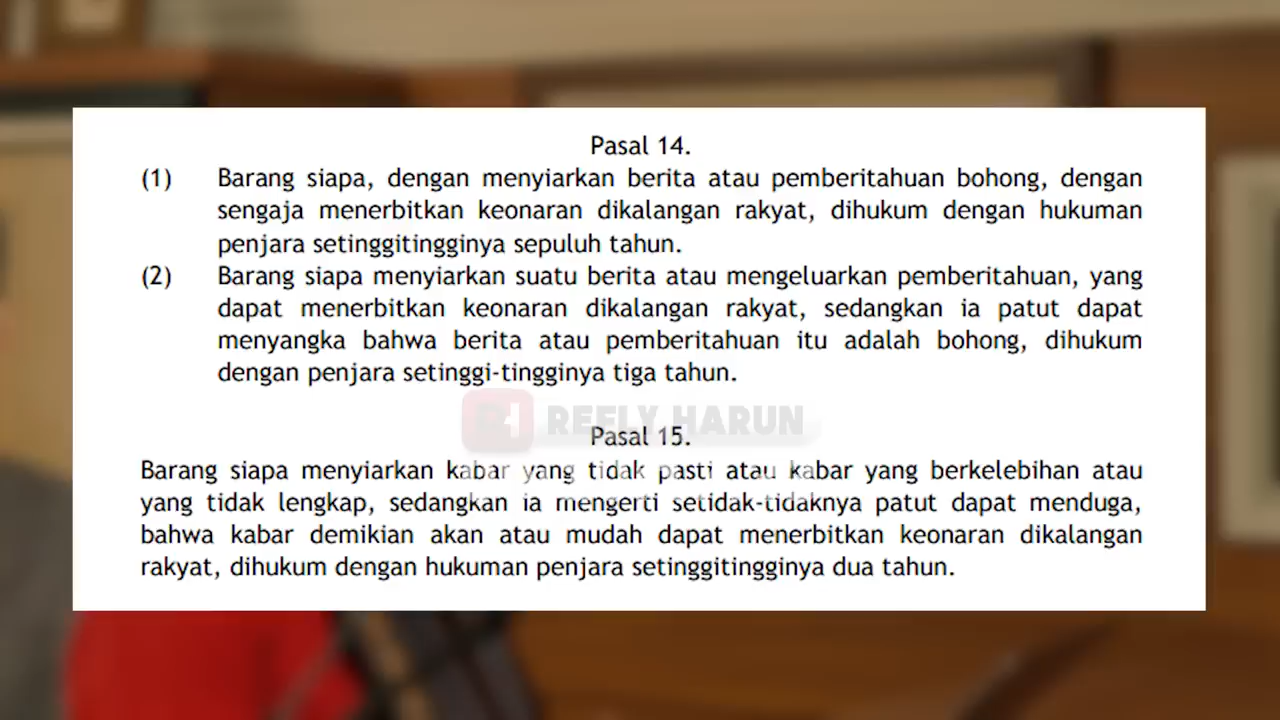 Pasal 14.
(1) Barang siapa, dengan menyiarkan berita atau pemberitahuan bohong, dengan
sengaja menerbitkan keonaran dikalangan rakyat, dihukum dengan hukuman
penjara setinggitingginya sepuluh tahun.
(2) Barang siapa menyiarkan suatu berita atau mengeluarkan pemberitahuan, yang
dapat menerbitkan keonaran dikalangan rakyat, sedangkan ia patut dapat
menyangka bahwa berita atau pemberitahuan itu adalah bohong, dihukum
dengan penjara setinggi-tingginya tiga tahun.
REFLY HARUN
Pasal 15.
Barang siapa menyiarkan kabar yang tidak pasti atau kabar yang berkelebihan atau
yang tidak lengkap, sedangkan ia mengerti setidak-tidaknya patut dapat menduga,
bahwa kabar demikian akan atau mudah dapat menerbitkan keonaran dikalangan
rakyat, dihukum dengan hukuman penjara setinggitingginya dua tahun.